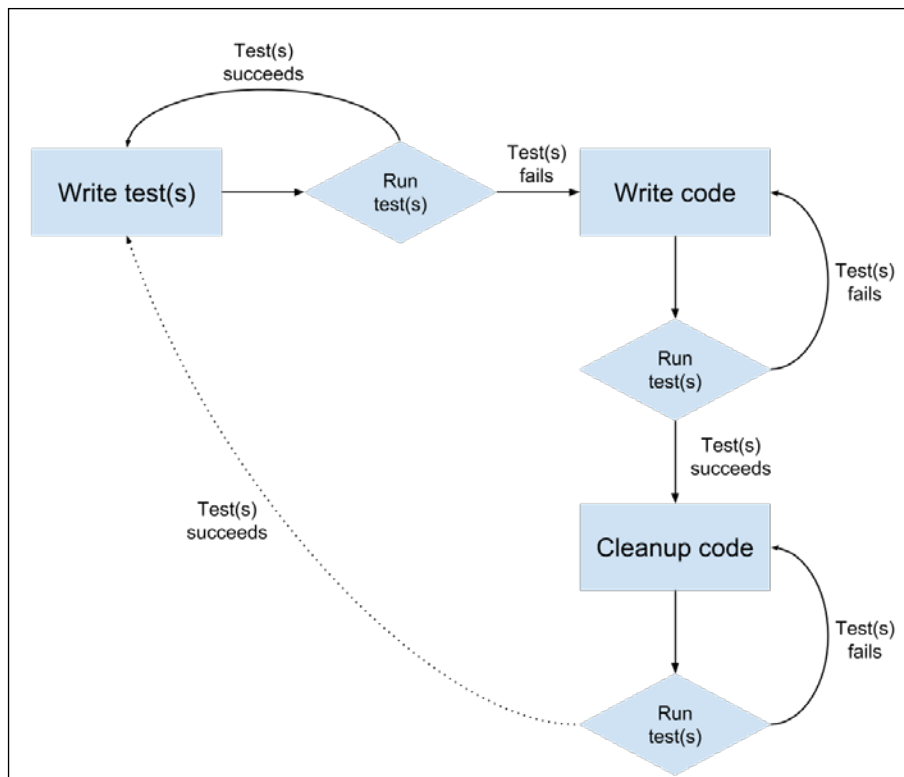 Test(s)
succeeds
Write test(s)
Run
test(s)
Test(s)
fails
Write code
Test(s)
fails
Run
test(s)
Test(s)
succeeds
Test(s)
succeeds
Cleanup code
Test(s)
fails
Run
test(s)